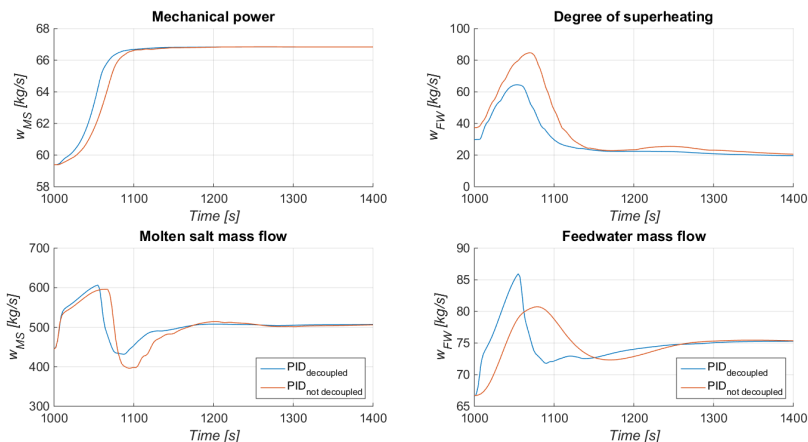 Mechanical power
w_MS [kg/s]
68
66
64
62
60
58
1000 1100 1200 1300 1400
Time [s]
Degree of superheating
w_FW [kg/s]
100
80
60
40
20
0
1000 1100 1200 1300 1400
Time [s]
Molten salt mass flow
w_MS [kg/s]
700
600
500
400
300
1000 1100 1200 1300 1400
Time [s]
PID_decoupled
PID_not decoupled
Feedwater mass flow
w_FW [kg/s]
90
85
80
75
70
65
1000 1100 1200 1300 1400
Time [s]
PID_decoupled
PID_not decoupled